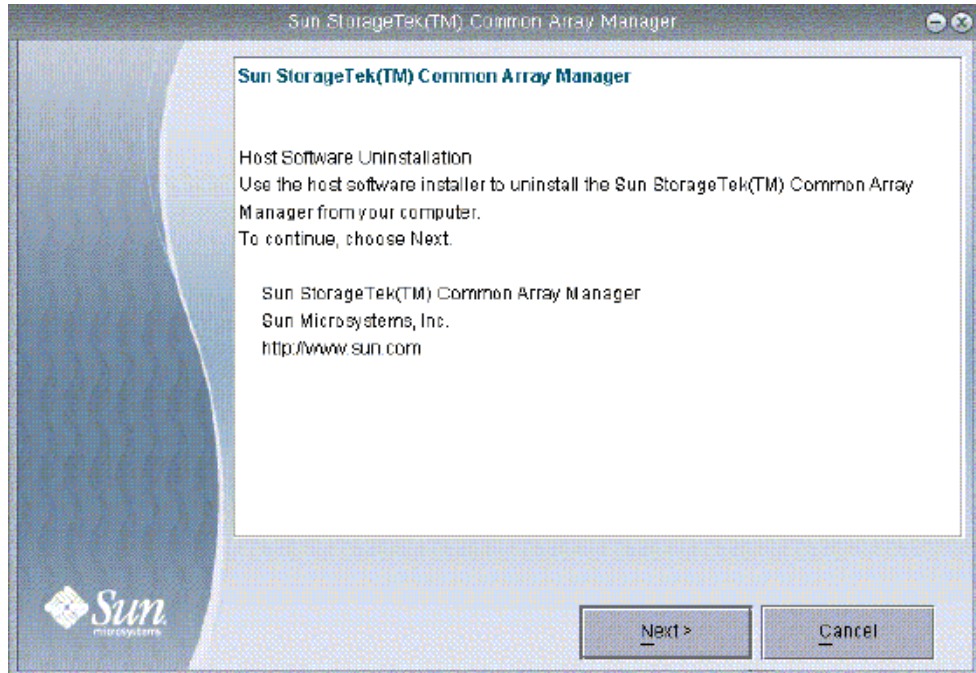 Sun StorageTek(TM) Common Array Manager
Sun StorageTek(TM) Common Array Manager
Host Software Uninstallation
Use the host software installer to uninstall the Sun StorageTek(TM) Common Array
Manager from your computer.
To continue, choose Next.
Sun StorageTek(TM) Common Array Manager
Sun Microsystems, Inc.
http://www.sun.com
Sun
microsystems
Next >
Cancel